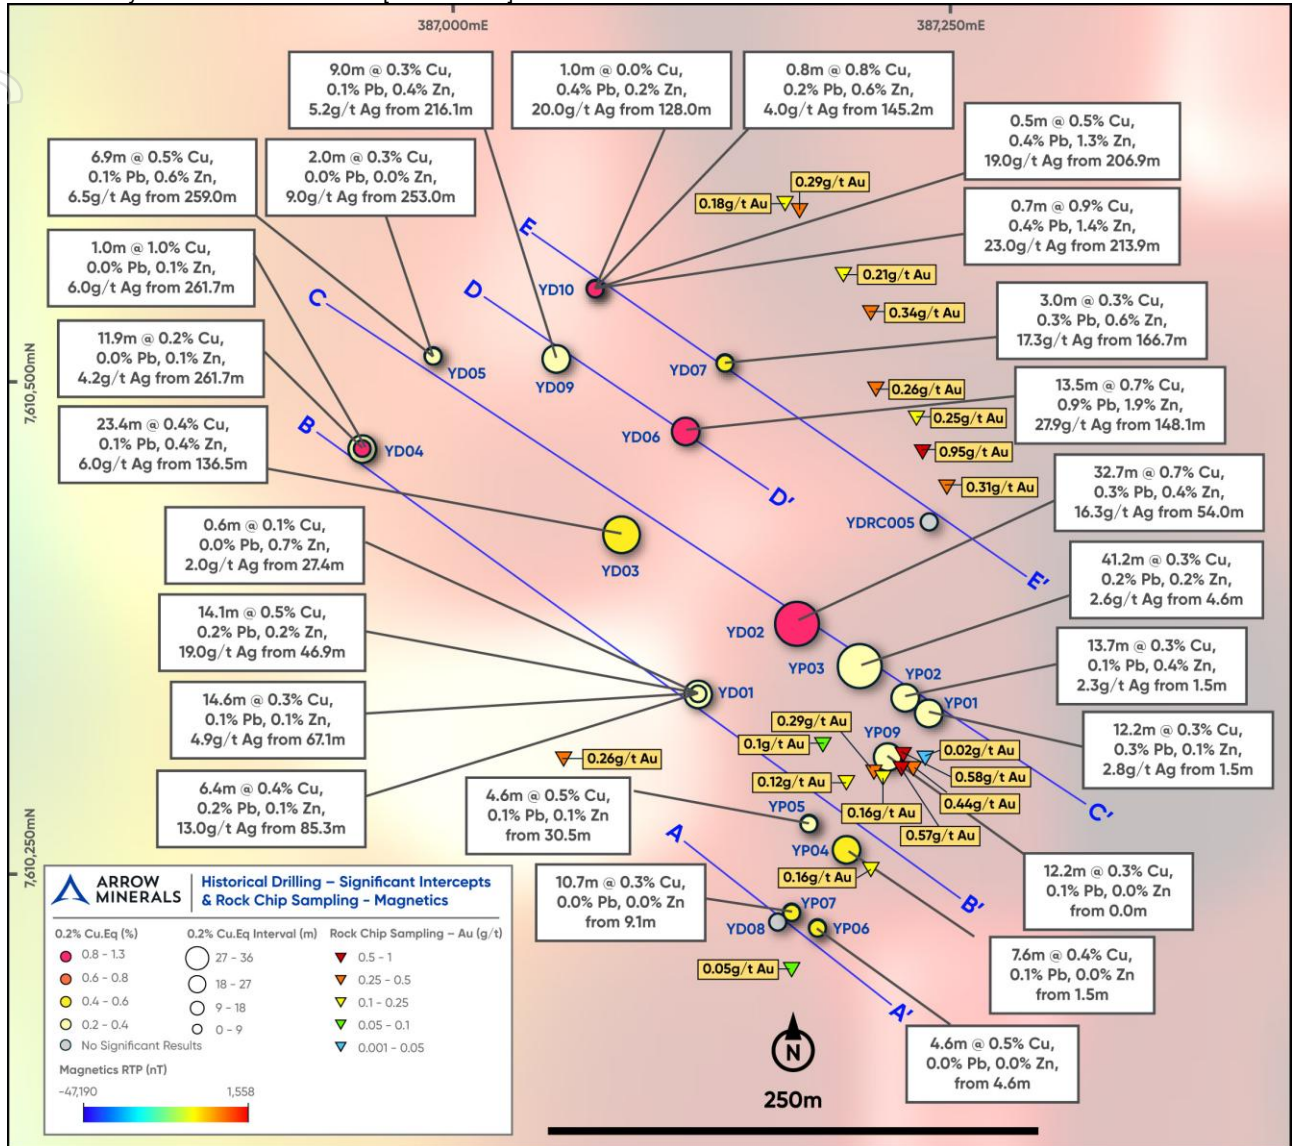 387,000mE
387,250mE
7,610,500mN
7,610,250mN
9.0m @ 0.3% Cu,
0.1% Pb, 0.4% Zn,
5.2g/t Ag from 216.1m
1.0m @ 0.0% Cu,
0.4% Pb, 0.2% Zn,
20.0g/t Ag from 128.0m
0.8m @ 0.8% Cu,
0.2% Pb, 0.6% Zn,
4.0g/t Ag from 145.2m
0.5m @ 0.5% Cu,
0.4% Pb, 1.3% Zn,
19.0g/t Ag from 206.9m
6.9m @ 0.5% Cu,
0.1% Pb, 0.6% Zn,
6.5g/t Ag from 259.0m
2.0m @ 0.3% Cu,
0.0% Pb, 0.0% Zn,
9.0g/t Ag from 253.0m
0.29g/t Au
0.18g/t Au
0.7m @ 0.9% Cu,
0.4% Pb, 1.4% Zn,
23.0g/t Ag from 213.9m
1.0m @ 1.0% Cu,
0.0% Pb, 0.1% Zn,
6.0g/t Ag from 261.7m
E
D
C
YD10
0.21g/t Au
0.34g/t Au
3.0m @ 0.3% Cu,
0.3% Pb, 0.6% Zn,
17.3g/t Ag from 166.7m
11.9m @ 0.2% Cu,
0.0% Pb, 0.1% Zn,
4.2g/t Ag from 261.7m
YD05
YD09
YD07
0.26g/t Au
0.25g/t Au
13.5m @ 0.7% Cu,
0.9% Pb, 1.9% Zn,
27.9g/t Ag from 148.1m
23.4m @ 0.4% Cu,
0.1% Pb, 0.4% Zn,
6.0g/t Ag from 136.5m
B
YD04
YD06
0.95g/t Au
0.31g/t Au
D'
32.7m @ 0.7% Cu,
0.3% Pb, 0.4% Zn,
16.3g/t Ag from 54.0m
YDRC005
0.6m @ 0.1% Cu,
0.0% Pb, 0.7% Zn,
2.0g/t Ag from 27.4m
YD03
E'
41.2m @ 0.3% Cu,
0.2% Pb, 0.2% Zn,
2.6g/t Ag from 4.6m
14.1m @ 0.5% Cu,
0.2% Pb, 0.2% Zn,
19.0g/t Ag from 46.9m
YD02
YP03
YP02
YP01
13.7m @ 0.3% Cu,
0.1% Pb, 0.4% Zn,
2.3g/t Ag from 1.5m
14.6m @ 0.3% Cu,
0.1% Pb, 0.1% Zn,
4.9g/t Ag from 67.1m
YD01
0.29g/t Au
YP09
0.1g/t Au
0.02g/t Au
12.2m @ 0.3% Cu,
0.3% Pb, 0.1% Zn,
2.8g/t Ag from 1.5m
0.26g/t Au
0.12g/t Au
0.58g/t Au
0.44g/t Au
C'
6.4m @ 0.4% Cu,
0.2% Pb, 0.1% Zn,
13.0g/t Ag from 85.3m
4.6m @ 0.5% Cu,
0.1% Pb, 0.1% Zn
from 30.5m
YP05
0.16g/t Au
0.57g/t Au
A
YP04
0.16g/t Au
12.2m @ 0.3% Cu,
0.1% Pb, 0.0% Zn
from 0.0m
10.7m @ 0.3% Cu,
0.0% Pb, 0.0% Zn
from 9.1m
YP07
YD08
YP06
B'
7.6m @ 0.4% Cu,
0.1% Pb, 0.0% Zn
from 1.5m
0.05g/t Au
A'
4.6m @ 0.5% Cu,
0.0% Pb, 0.0% Zn,
from 4.6m
N
250m
ARROW
MINERALS
Historical Drilling – Significant Intercepts
& Rock Chip Sampling - Magnetics
0.2% Cu.Eq (%)
0.8 - 1.3
0.6 - 0.8
0.4 - 0.6
0.2 - 0.4
No Significant Results
0.2% Cu.Eq Interval (m)
27 - 36
18 - 27
9 - 18
0 - 9
Rock Chip Sampling – Au (g/t)
0.5 - 1
0.25 - 0.5
0.1 - 0.25
0.05 - 0.1
0.001 - 0.05
Magnetics RTP (nT)
-47,190
1,558